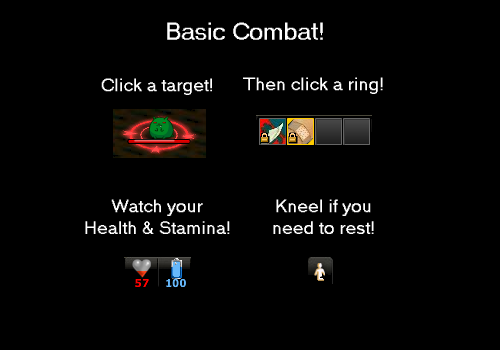 Basic Combat!
Click a target!
Then click a ring!
Watch your
Health & Stamina!
Kneel if you
need to rest!
57
100